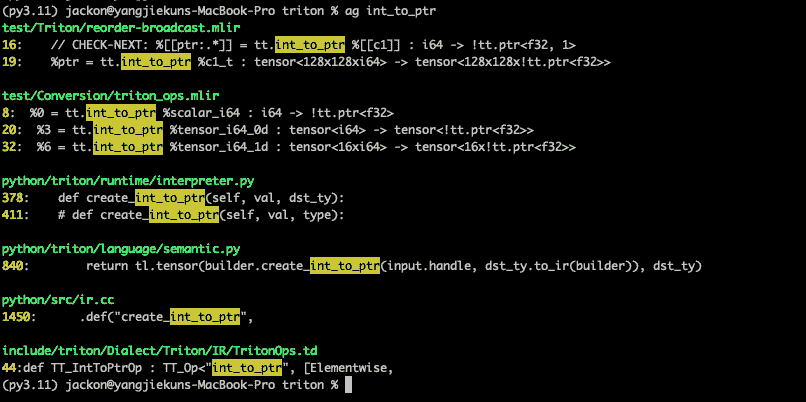 (py3.11) jackon@yangjiekuns-MacBook-Pro triton % ag int_to_ptr
test/Triton/reorder-broadcast.mlir
16:    // CHECK-NEXT: %[[ptr:.*]] = tt.int_to_ptr %[[c1]] : i64 -> !tt.ptr<f32, 1>
19:    %ptr = tt.int_to_ptr %c1_t : tensor<128x128xi64> -> tensor<128x128x!tt.ptr<f32>>

test/Conversion/triton_ops.mlir
8:  %0 = tt.int_to_ptr %scalar_i64 : i64 -> !tt.ptr<f32>
20:  %3 = tt.int_to_ptr %tensor_i64_0d : tensor<i64> -> tensor<!tt.ptr<f32>>
32:  %6 = tt.int_to_ptr %tensor_i64_1d : tensor<16xi64> -> tensor<16x!tt.ptr<f32>>

python/triton/runtime/interpreter.py
378:    def create_int_to_ptr(self, val, dst_ty):
411:    # def create_int_to_ptr(self, val, type):

python/triton/language/semantic.py
840:        return tl.tensor(builder.create_int_to_ptr(input.handle, dst_ty.to_ir(builder)), dst_ty)

python/src/ir.cc
1450:      .def("create_int_to_ptr",

include/triton/Dialect/Triton/IR/TritonOps.td
44:def TT_IntToPtrOp : TT_Op<"int_to_ptr", [Elementwise,
(py3.11) jackon@yangjiekuns-MacBook-Pro triton %